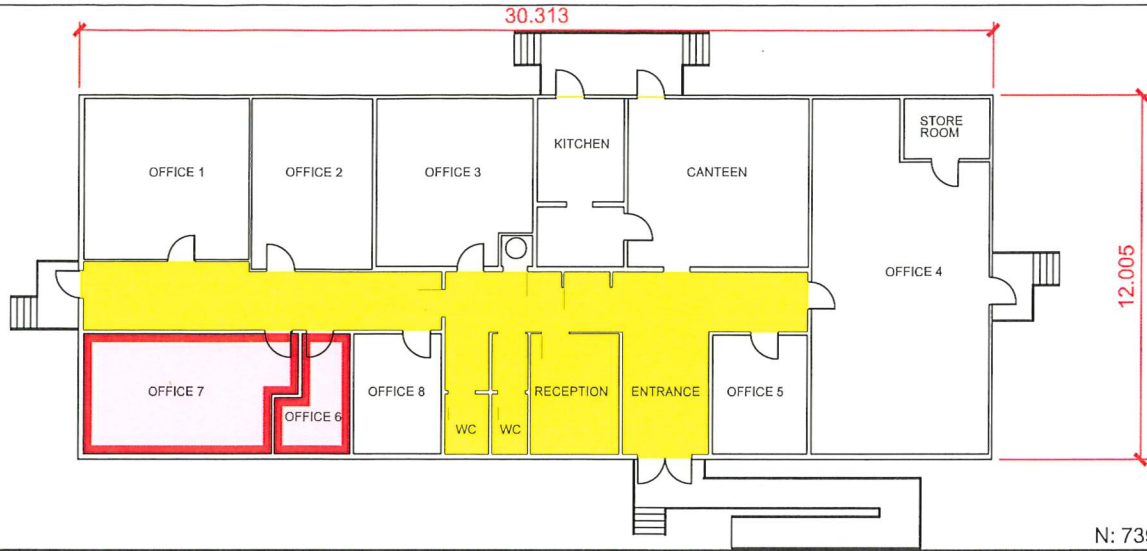 30.313
STORE
ROOM
KITCHEN
OFFICE 1
OFFICE 2
OFFICE 3
CANTEEN
12.005
OFFICE 4
OFFICE 7
OFFICE 6
OFFICE 8
WC
WC
RECEPTION
ENTRANCE
OFFICE 5
N: 739